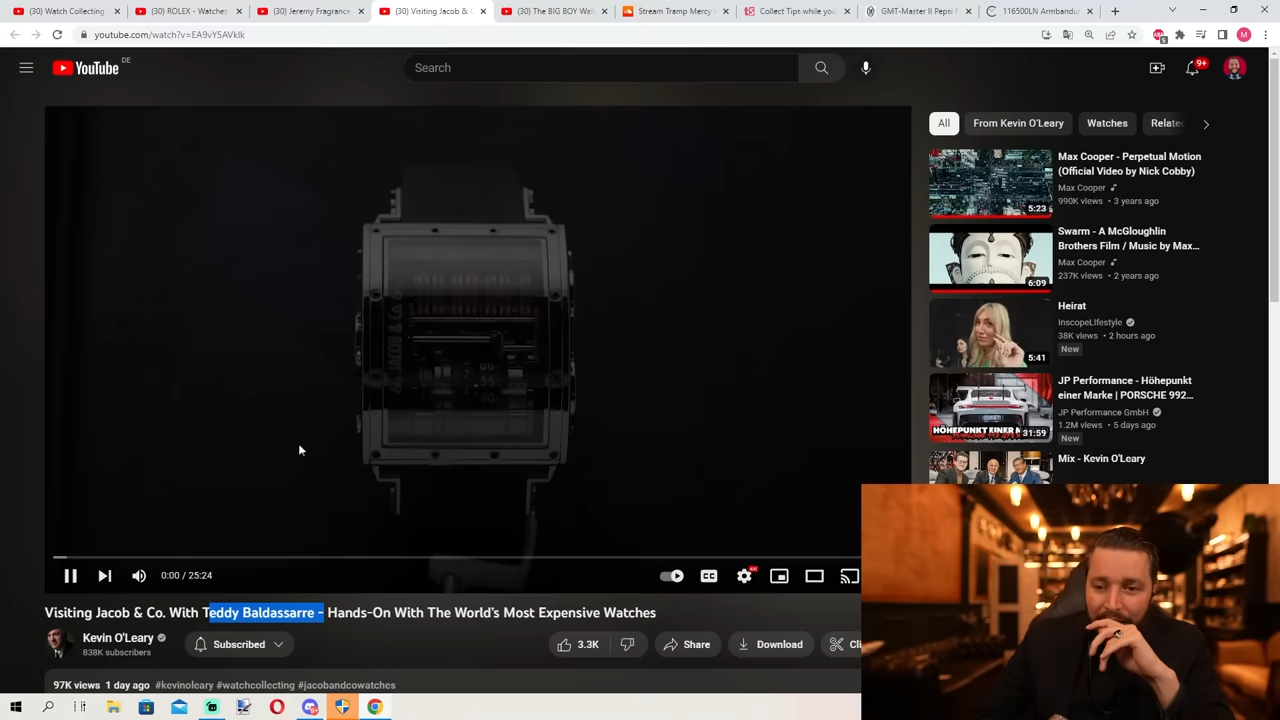 (30) Watch Collecting
(30) ROLEX - Watches
(30) Jeremy Fragrance
(30) Visiting Jacob & C
(30) The BIG BOY Wat
Stream Tramp Mercy
Collect Tips while you
GMT-Master II Pepsi F
116500LN Armbandu
youtube.com/watch?v=EA9vY5AVklk
YouTube DE
Search
9+
All
From Kevin O'Leary
Watches
Relate
Max Cooper - Perpetual Motion
(Official Video by Nick Cobby)
Max Cooper
990K views • 3 years ago
5:23
Swarm - A McGloughlin
Brothers Film / Music by Max...
Max Cooper
237K views • 2 years ago
6:09
Heirat
InscopeLifestyle
38K views • 2 hours ago
New
5:41
JP Performance - Höhepunkt
einer Marke | PORSCHE 992...
JP Performance GmbH
1.2M views • 5 days ago
New
31:59
Mix - Kevin O'Leary
JACOB & CO
0:00 / 25:24
Visiting Jacob & Co. With Teddy Baldassarre - Hands-On With The World's Most Expensive Watches
Kevin O'Leary
838K subscribers
Subscribed
3.3K
Share
Download
Cli
97K views 1 day ago #kevinoleary #watchcollecting #jacobandcowatches